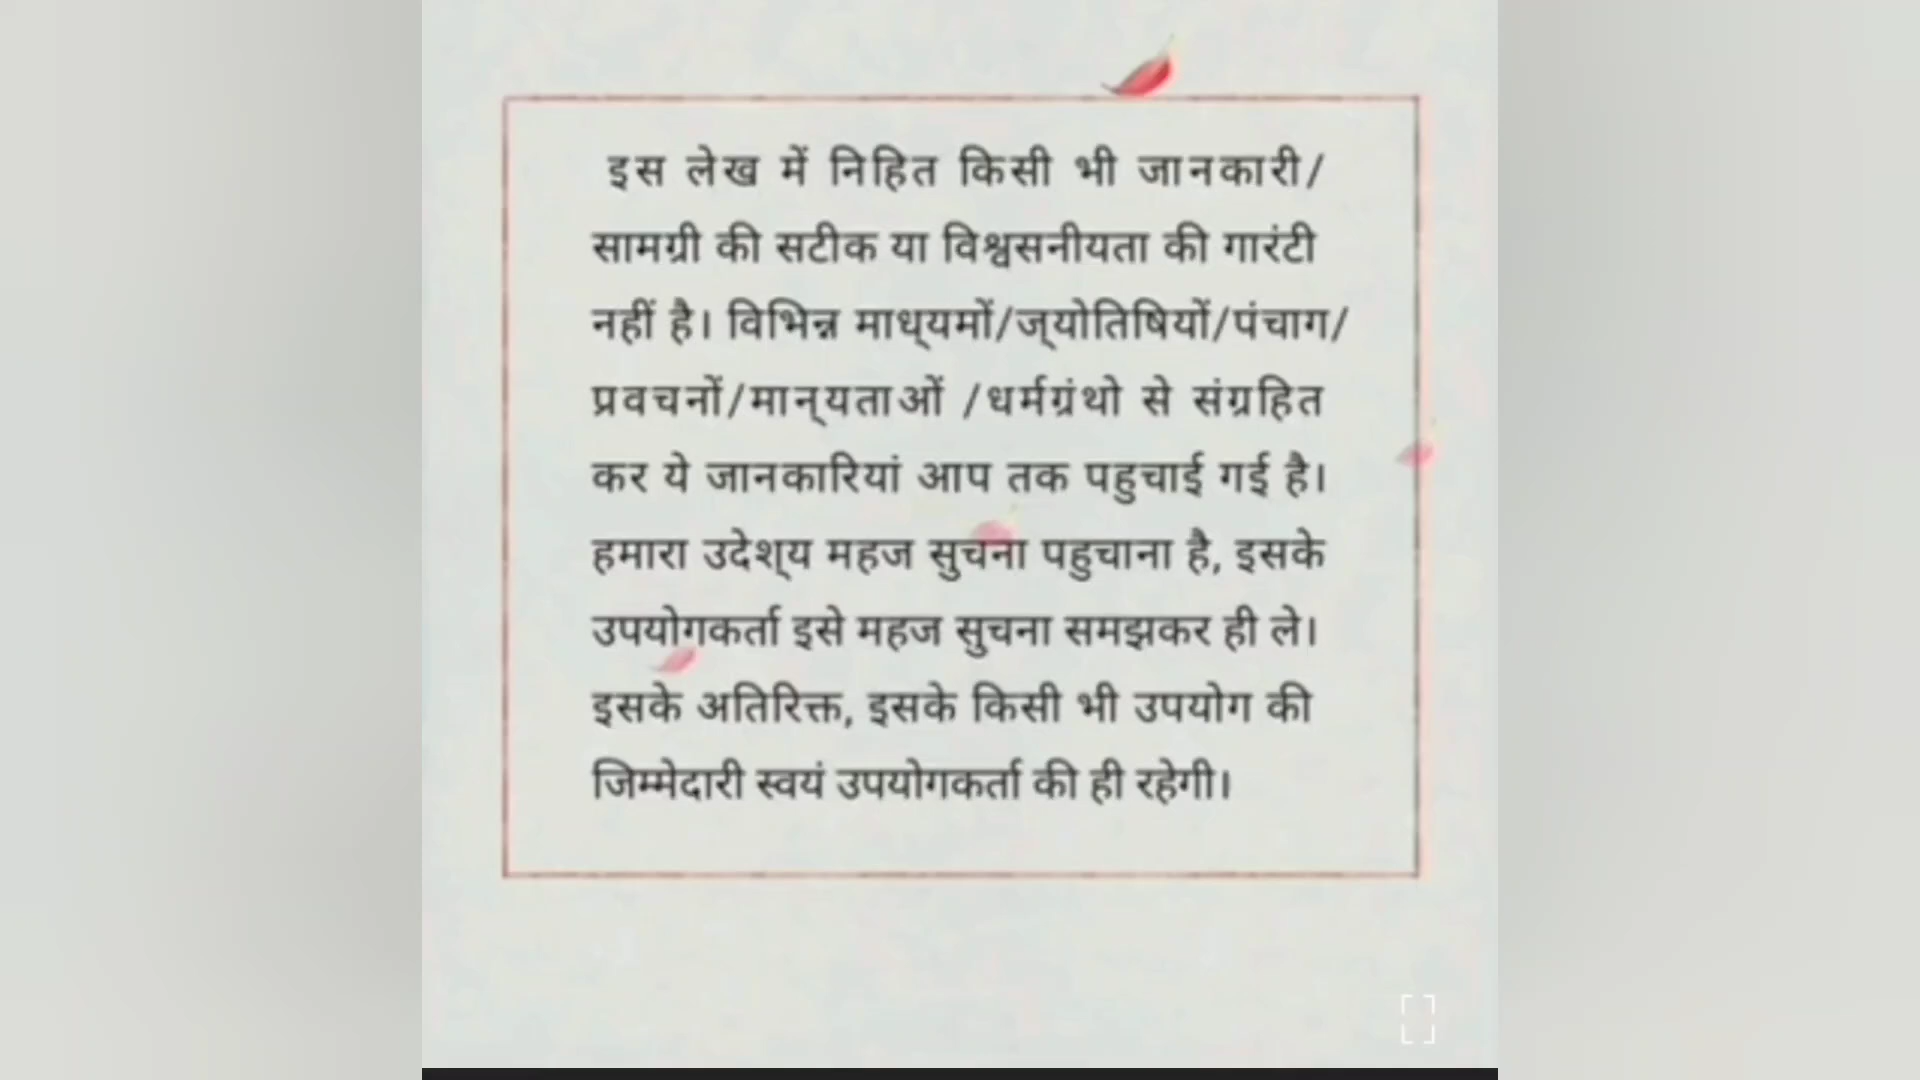 इस लेख में निहित किसी भी जानकारी/
सामग्री की सटीक या विश्वसनीयता की गारंटी
नहीं है। विभिन्न माध्‌यमों/ज्‌योतिषियों/पंचाग/
प्रवचनों/मान्‌यताओं /धर्मग्रंथो से संग्रहित
कर ये जानकारियां आप तक पहुचाई गई है।
हमारा उदेश्‌य महज सुचना पहुचाना है, इसके
उपयोगकर्ता इसे महज सुचना समझकर ही ले।
इसके अतिरिक्त, इसके किसी भी उपयोग की
जिम्मेदारी स्वयं उपयोगकर्ता की ही रहेगी।